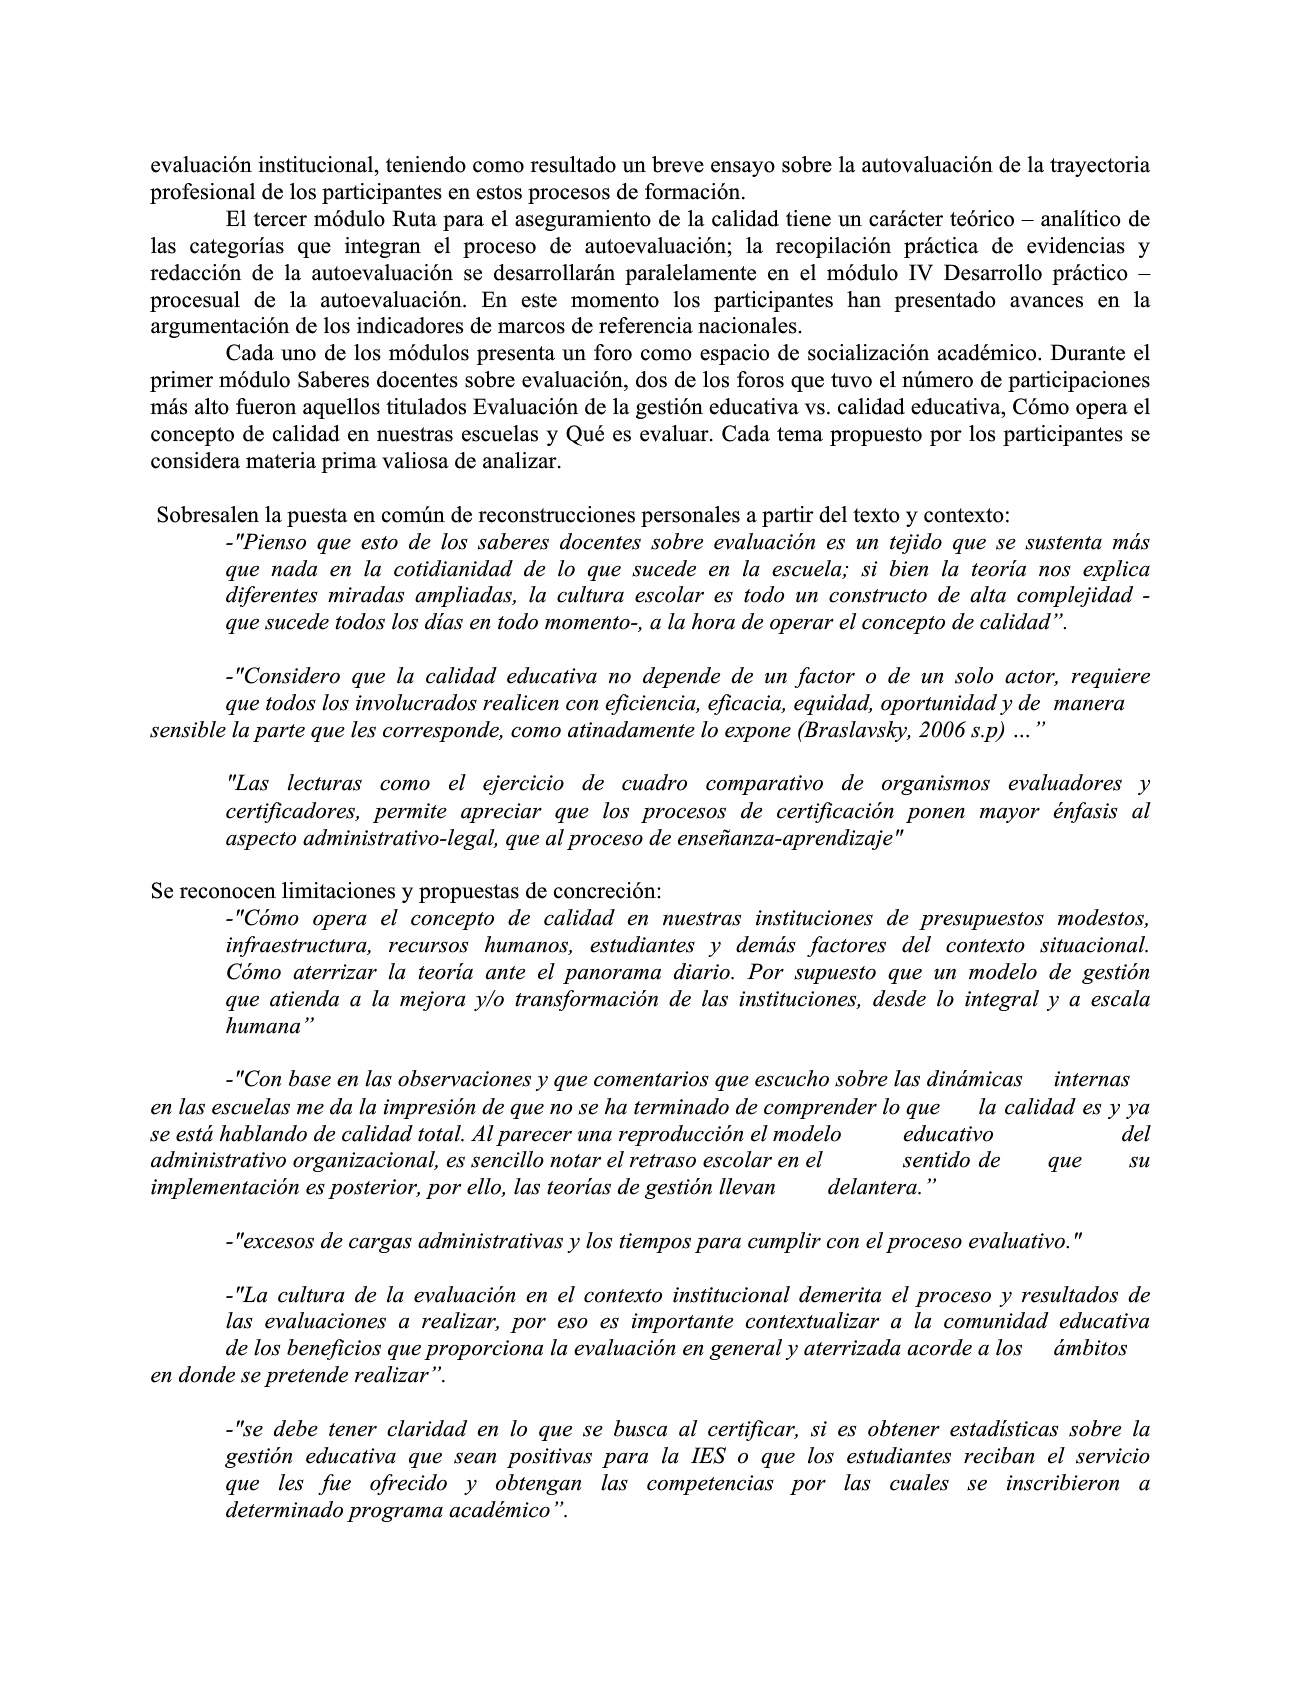 evaluación institucional, teniendo como resultado un breve ensayo sobre la autovaluación de la trayectoria
profesional de los participantes en estos procesos de formación.
El tercer módulo Ruta para el aseguramiento de la calidad tiene un carácter teórico – analítico de
las categorías que integran el proceso de autoevaluación; la recopilación práctica de evidencias y
redacción de la autoevaluación se desarrollarán paralelamente en el módulo IV Desarrollo práctico –
procesual de la autoevaluación. En este momento los participantes han presentado avances en la
argumentación de los indicadores de marcos de referencia nacionales.
Cada uno de los módulos presenta un foro como espacio de socialización académico. Durante el
primer módulo Saberes docentes sobre evaluación, dos de los foros que tuvo el número de participaciones
más alto fueron aquellos titulados Evaluación de la gestión educativa vs. calidad educativa, Cómo opera el
concepto de calidad en nuestras escuelas y Qué es evaluar. Cada tema propuesto por los participantes se
considera materia prima valiosa de analizar.
Sobresalen la puesta en común de reconstrucciones personales a partir del texto y contexto:
-"Pienso que esto de los saberes docentes sobre evaluación es un tejido que se sustenta más
que nada en la cotidianidad de lo que sucede en la escuela; si bien la teoría nos explica
diferentes miradas ampliadas, la cultura escolar es todo un constructo de alta complejidad -
que sucede todos los días en todo momento-, a la hora de operar el concepto de calidad”.
-"Considero que la calidad educativa no depende de un factor o de un solo actor, requiere
que todos los involucrados realicen con eficiencia, eficacia, equidad, oportunidad y de manera
sensible la parte que les corresponde, como atinadamente lo expone (Braslavsky, 2006 s.p) …”
"Las lecturas como el ejercicio de cuadro comparativo de organismos evaluadores y
certificadores, permite apreciar que los procesos de certificación ponen mayor énfasis al
aspecto administrativo-legal, que al proceso de enseñanza-aprendizaje"
Se reconocen limitaciones y propuestas de concreción:
-"Cómo opera el concepto de calidad en nuestras instituciones de presupuestos modestos,
infraestructura, recursos humanos, estudiantes y demás factores del contexto situacional.
Cómo aterrizar la teoría ante el panorama diario. Por supuesto que un modelo de gestión
que atienda a la mejora y/o transformación de las instituciones, desde lo integral y a escala
humana”
-"Con base en las observaciones y que comentarios que escucho sobre las dinámicas internas
en las escuelas me da la impresión de que no se ha terminado de comprender lo que la calidad es y ya
se está hablando de calidad total. Al parecer una reproducción el modelo educativo del
administrativo organizacional, es sencillo notar el retraso escolar en el sentido de que su
implementación es posterior, por ello, las teorías de gestión llevan delantera.”
-"excesos de cargas administrativas y los tiempos para cumplir con el proceso evaluativo."
-"La cultura de la evaluación en el contexto institucional demerita el proceso y resultados de
las evaluaciones a realizar, por eso es importante contextualizar a la comunidad educativa
de los beneficios que proporciona la evaluación en general y aterrizada acorde a los ámbitos
en donde se pretende realizar”.
-"se debe tener claridad en lo que se busca al certificar, si es obtener estadísticas sobre la
gestión educativa que sean positivas para la IES o que los estudiantes reciban el servicio
que les fue ofrecido y obtengan las competencias por las cuales se inscribieron a
determinado programa académico”.